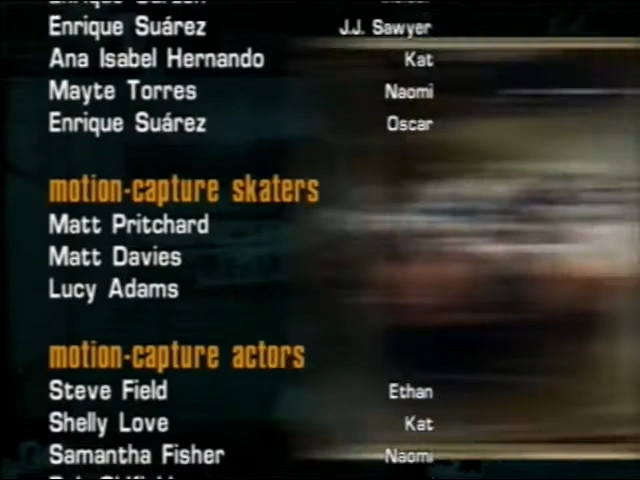 Enrique Suárez J.J. Sawyer
Ana Isabel Hernando Kat
Mayte Torres Naomi
Enrique Suárez Oscar
motion-capture skaters
Matt Pritchard
Matt Davies
Lucy Adams
motion-capture actors
Steve Field Ethan
Shelly Love Kat
Samantha Fisher Naomi